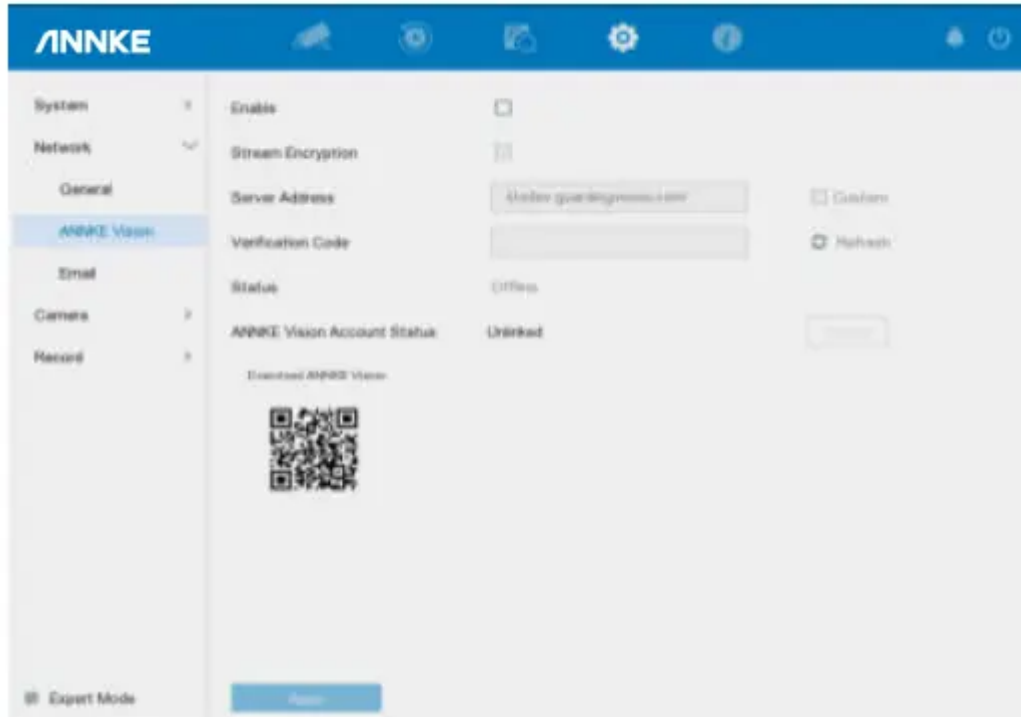 ANNKE
System
Network
General
ANNKE Vision
Email
Camera
Record
Expert Mode
Enable
Stream Encryption
Server Address
Custom
Verification Code
Refresh
Status
Offline
ANNKE Vision Account Status
Unlinked
Download ANNKE Vision
Apply